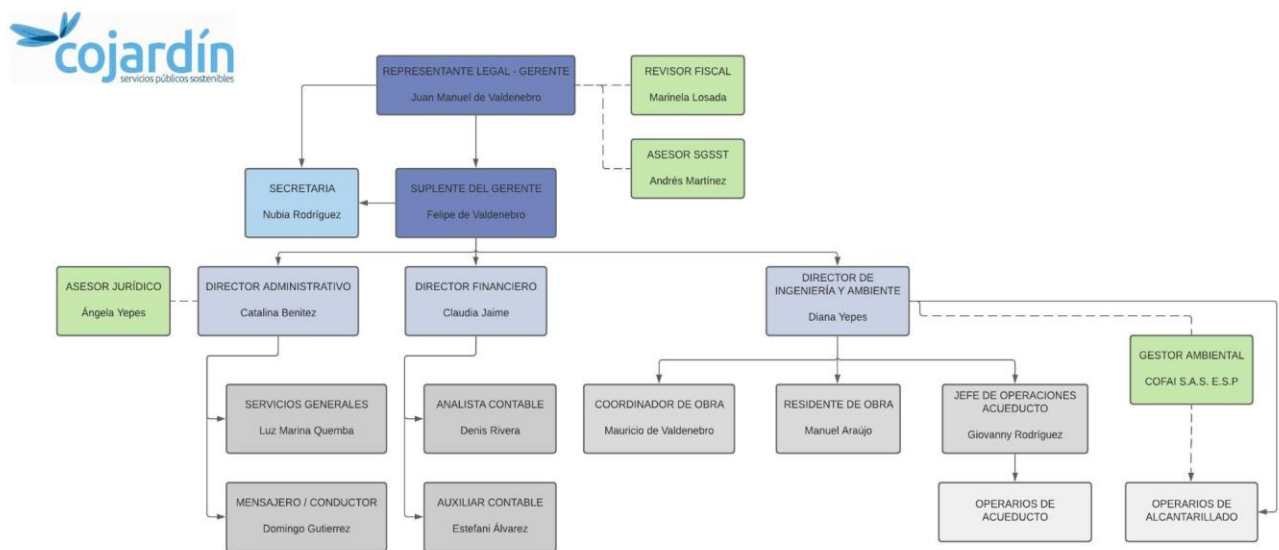 cojardín
servicios públicos sostenibles
REPRESENTANTE LEGAL - GERENTE
Juan Manuel de Valdenebro
REVISOR FISCAL
Marinela Losada
ASESOR SGSST
Andrés Martínez
SECRETARIA
Nubia Rodríguez
SUPLENTE DEL GERENTE
Felipe de Valdenebro
ASESOR JURÍDICO
Ángela Yepes
DIRECTOR ADMINISTRATIVO
Catalina Benitez
DIRECTOR FINANCIERO
Claudia Jaime
DIRECTOR DE
INGENIERÍA Y AMBIENTE
Diana Yepes
GESTOR AMBIENTAL
COFAI S.A.S. E.S.P
SERVICIOS GENERALES
Luz Marina Quemba
ANALISTA CONTABLE
Denis Rivera
COORDINADOR DE OBRA
Mauricio de Valdenebro
RESIDENTE DE OBRA
Manuel Araújo
JEFE DE OPERACIONES
ACUEDUCTO
Giovanny Rodríguez
MENSAJERO / CONDUCTOR
Domingo Gutierrez
AUXILIAR CONTABLE
Estefani Álvarez
OPERARIOS DE
ACUEDUCTO
OPERARIOS DE
ALCANTARILLADO